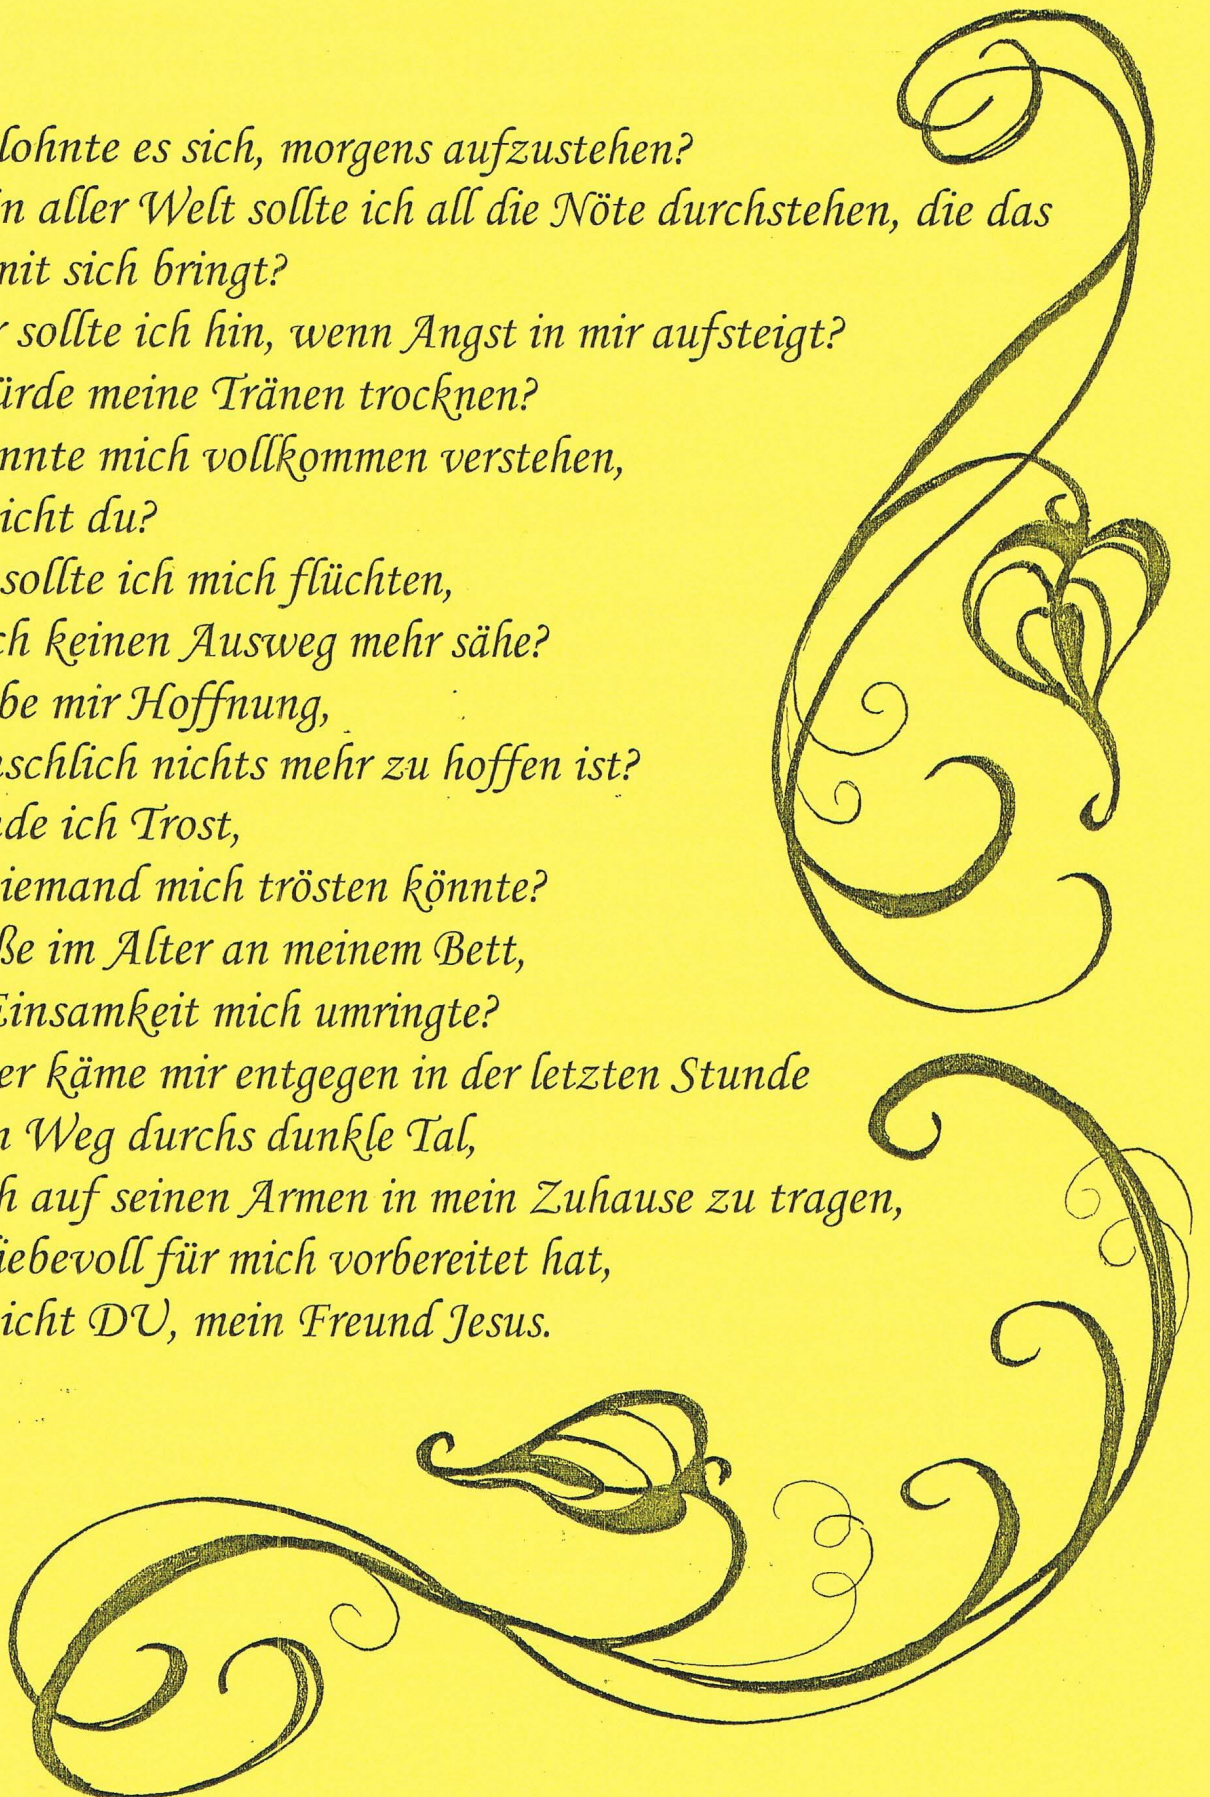 lohnte es sich, morgens aufzustehen?
in aller Welt sollte ich all die Nöte durchstehen, die das
mit sich bringt?
sollte ich hin, wenn Angst in mir aufsteigt?
ürde meine Tränen trocknen?
nnte mich vollkommen verstehen,
icht du?
sollte ich mich flüchten,
ch keinen Ausweg mehr sähe?
be mir Hoffnung,
schlich nichts mehr zu hoffen ist?
de ich Trost,
iemand mich trösten könnte?
ße im Alter an meinem Bett,
Einsamkeit mich umringte?
er käme mir entgegen in der letzten Stunde
n Weg durchs dunkle Tal,
h auf seinen Armen in mein Zuhause zu tragen,
liebevoll für mich vorbereitet hat,
icht DU, mein Freund Jesus.